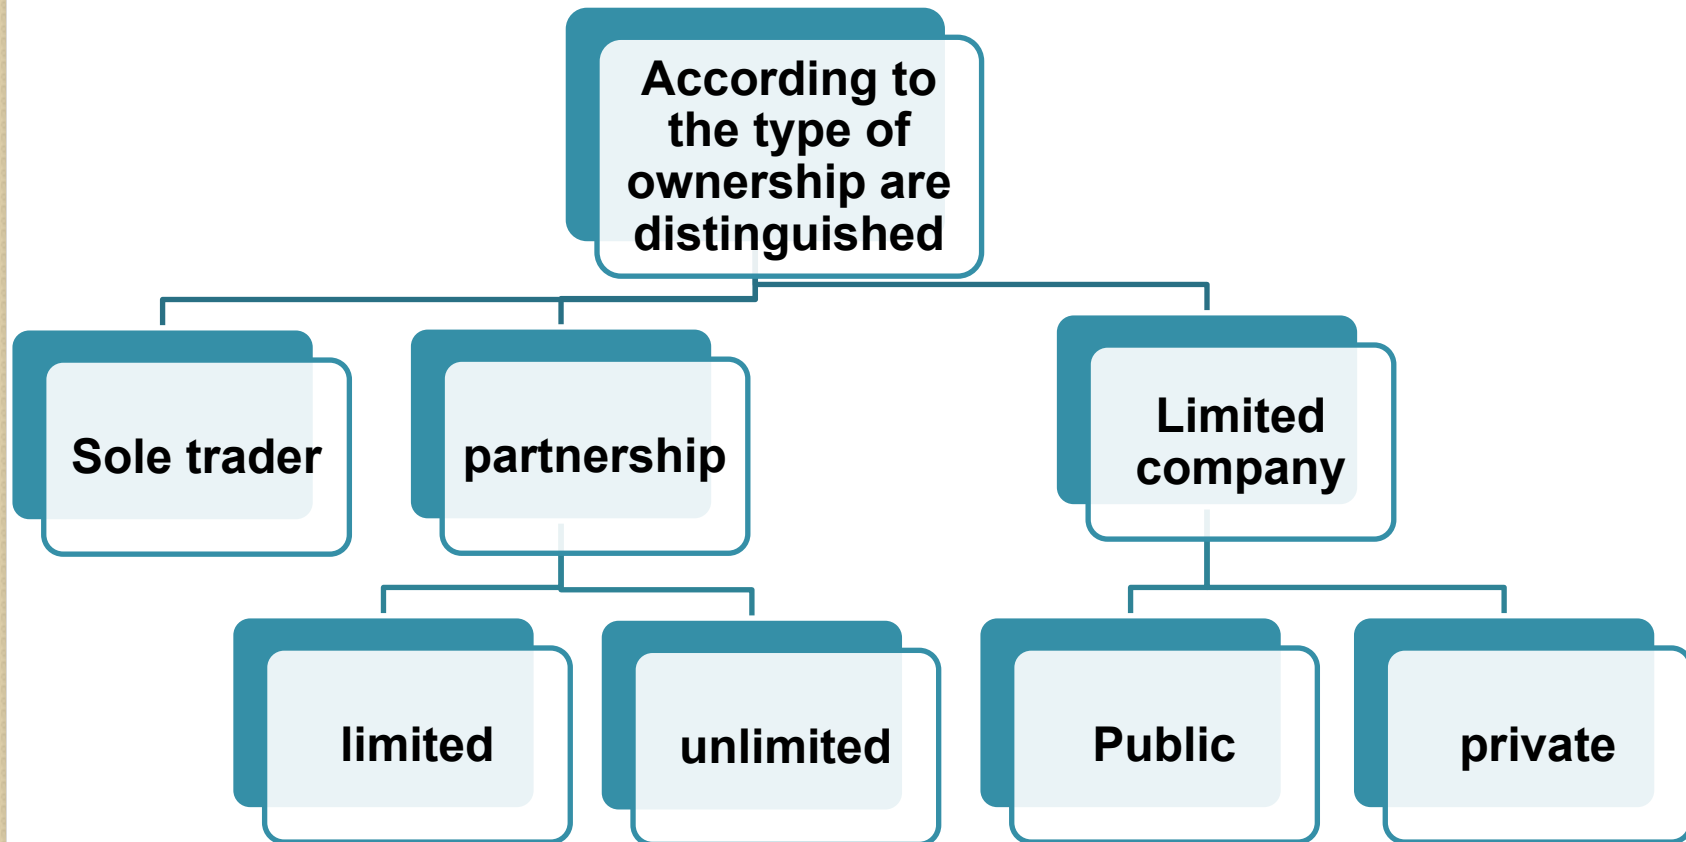 According to
the type of
ownership are
distinguished
Sole trader
partnership
Limited
company
limited
unlimited
Public
private